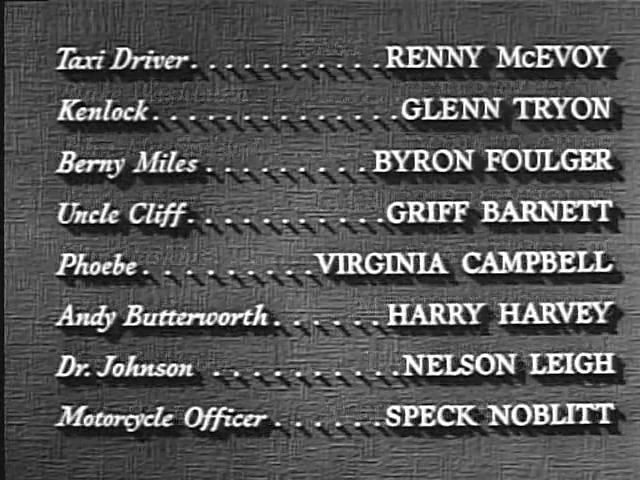 Taxi Driver...........RENNY McEVOY
Kenlock..............GLENN TRYON
Berny Miles.........BYRON FOULGER
Uncle Cliff...........GRIFF BARNETT
Phoebe.........VIRGINIA CAMPBELL
Andy Butterworth......HARRY HARVEY
Dr. Johnson..........NELSON LEIGH
Motorcycle Officer......SPECK NOBLITT